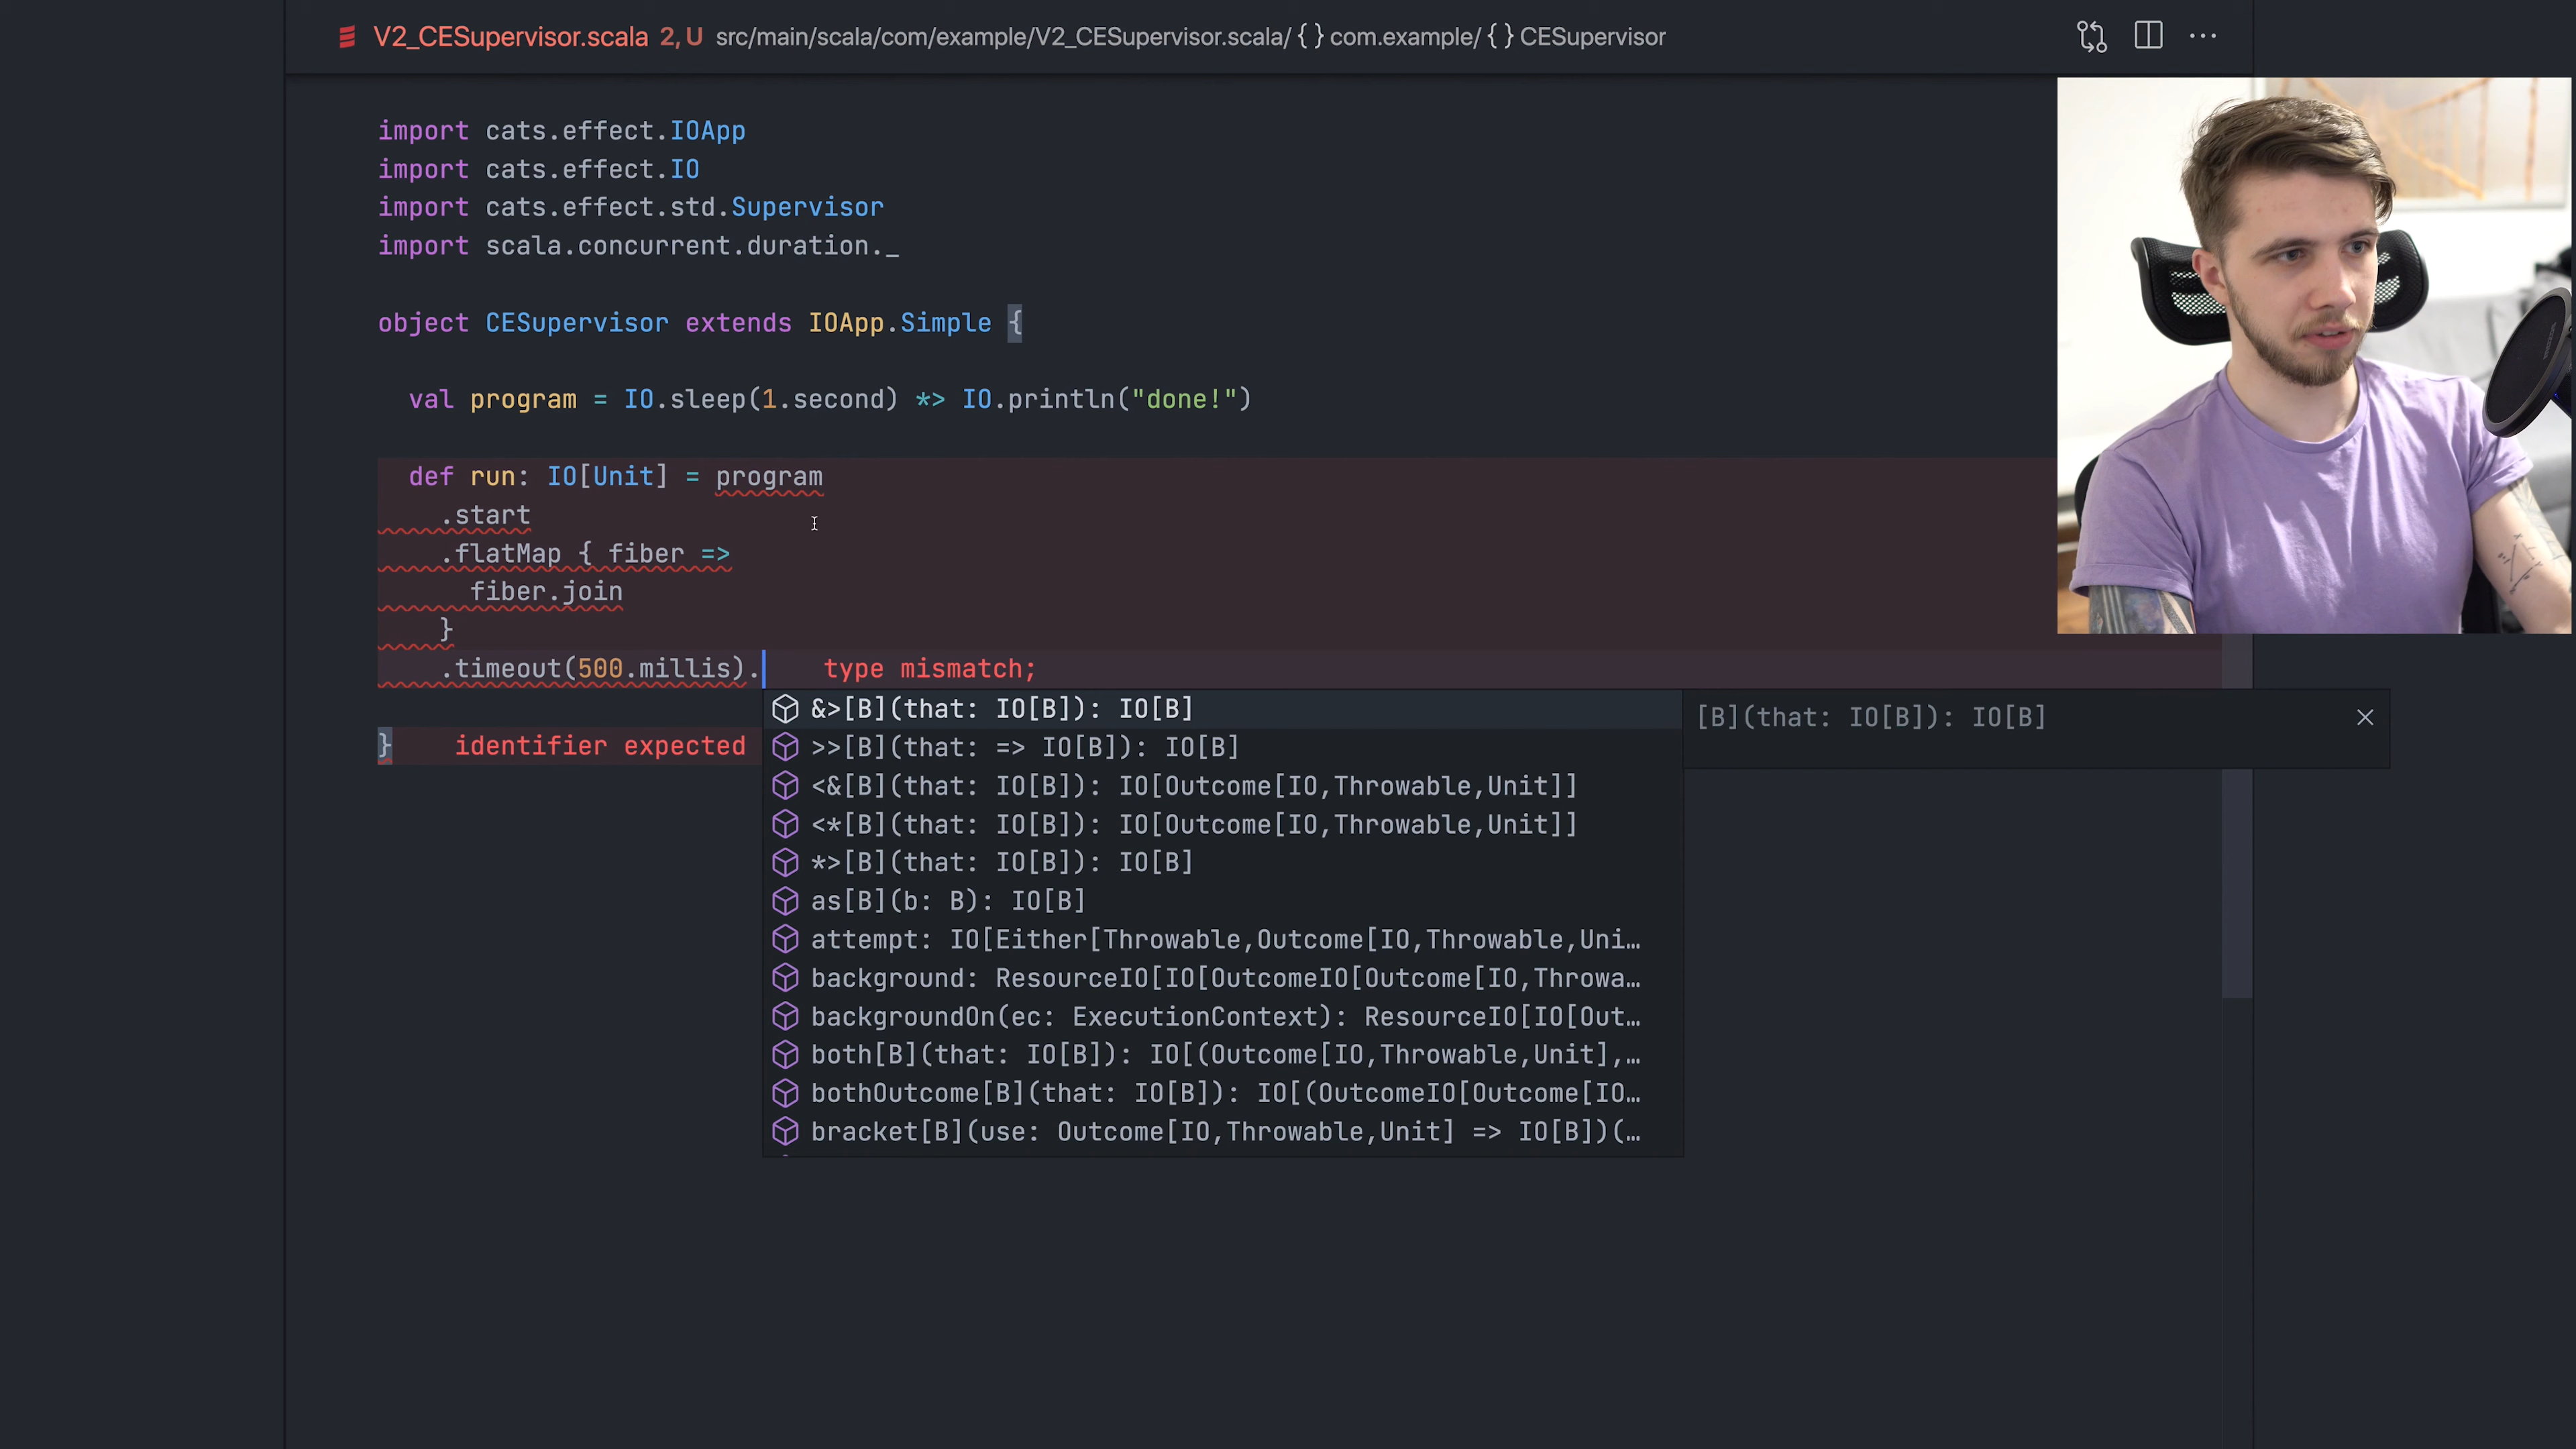 V2_CESupervisor.scala 2, U src/main/scala/com/example/V2_CESupervisor.scala/ {} com.example/ {} CESupervisor
import cats.effect.IOApp
import cats.effect.IO
import cats.effect.std.Supervisor
import scala.concurrent.duration._
object CESupervisor extends IOApp.Simple {
val program = IO.sleep(1.second) *> IO.println("done!")
def run: IO[Unit] = program
.start
.flatMap { fiber =>
fiber.join
}
.timeout(500.millis). type mismatch;
&>[B](that: IO[B]): IO[B]
[B](that: IO[B]): IO[B]
} identifier expected
>>[B](that: => IO[B]): IO[B]
<&[B](that: IO[B]): IO[Outcome[IO,Throwable,Unit]]
<*[B](that: IO[B]): IO[Outcome[IO,Throwable,Unit]]
*>[B](that: IO[B]): IO[B]
as[B](b: B): IO[B]
attempt: IO[Either[Throwable,Outcome[IO,Throwable,Uni…
background: ResourceIO[IO[OutcomeIO[Outcome[IO,Throwa…
backgroundOn(ec: ExecutionContext): ResourceIO[IO[Out…
both[B](that: IO[B]): IO[(Outcome[IO,Throwable,Unit],…
bothOutcome[B](that: IO[B]): IO[(OutcomeIO[Outcome[IO…
bracket[B](use: Outcome[IO,Throwable,Unit] => IO[B])(…